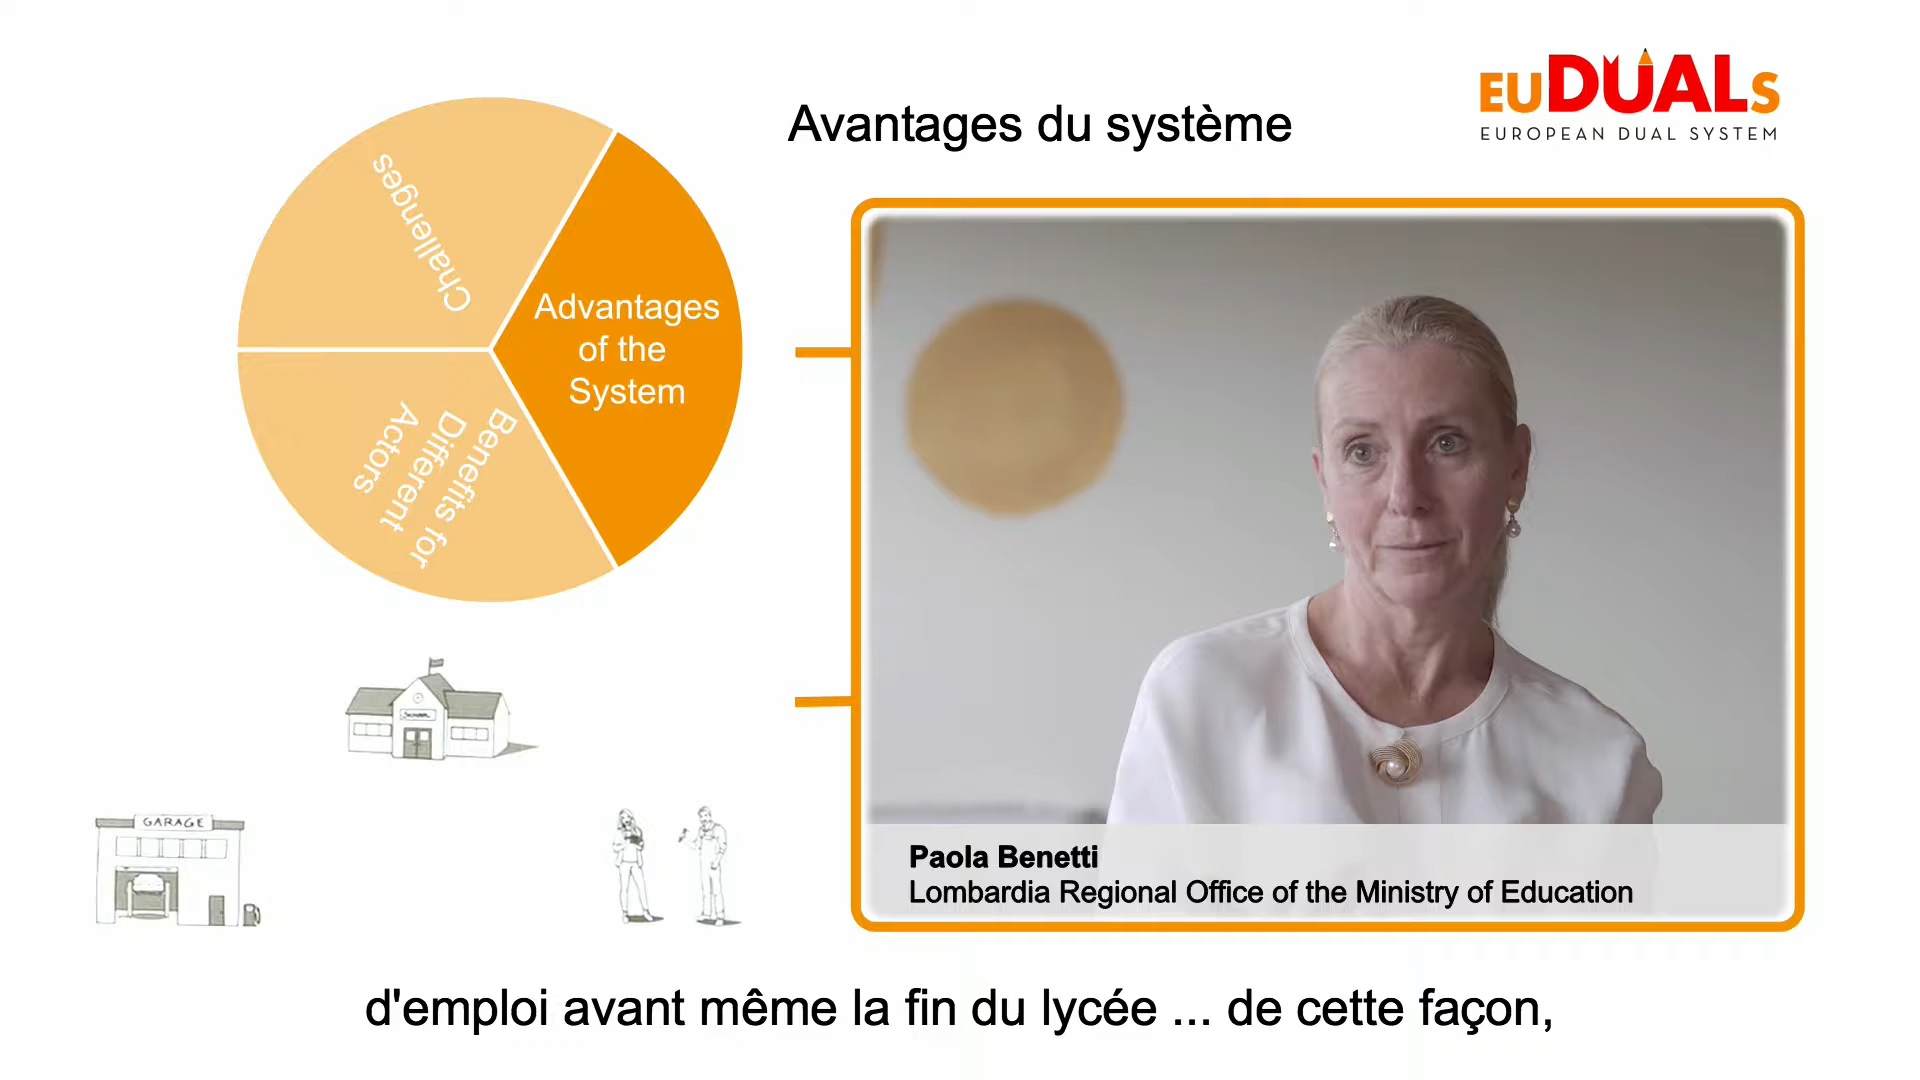 Avantages du système
EUDUALS
EUROPEAN DUAL SYSTEM
Challenges
Advantages
of the
System
Benefits for
Different
Actors
SCHOOL
GARAGE
Paola Benetti
Lombardia Regional Office of the Ministry of Education
d'emploi avant même la fin du lycée ... de cette façon,